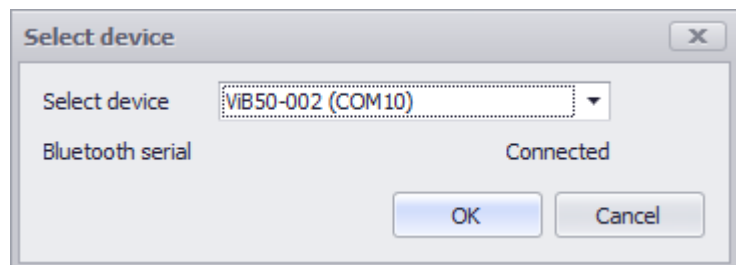 Select device
Select device ViB50-002 (COM10)
Bluetooth serial Connected
OK Cancel